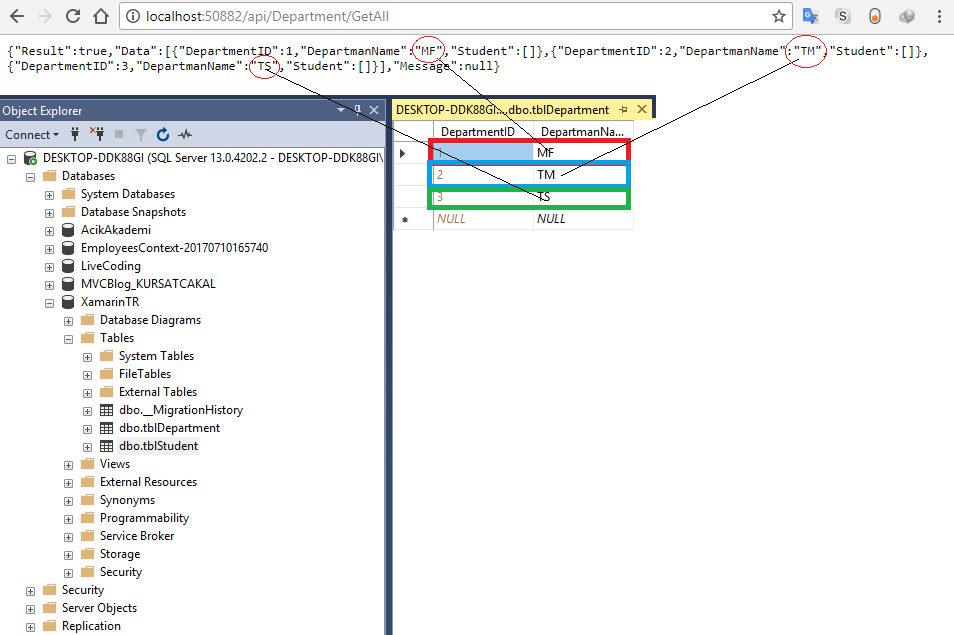 localhost:50882/api/Department/GetAll
{"Result":true,"Data":[{"DepartmentID":1,"DepartmanName":"MF","Student":[]},{"DepartmentID":2,"DepartmanName":"TM","Student":[]},
{"DepartmentID":3,"DepartmanName":"TS","Student":[]}],"Message":null}
Object Explorer
Connect
DESKTOP-DDK88GI (SQL Server 13.0.4202.2 - DESKTOP-DDK88GI\
Databases
System Databases
Database Snapshots
AcikAkademi
EmployeesContext-20170710165740
LiveCoding
MVCBlog_KURSATCAKAL
XamarinTR
Database Diagrams
Tables
System Tables
FileTables
External Tables
dbo.__MigrationHistory
dbo.tblDepartment
dbo.tblStudent
Views
External Resources
Synonyms
Programmability
Service Broker
Storage
Security
Security
Server Objects
Replication
DESKTOP-DDK88GI....dbo.tblDepartment
DepartmentID DepartmanNa...
1 MF
2 TM
3 TS
NULL NULL